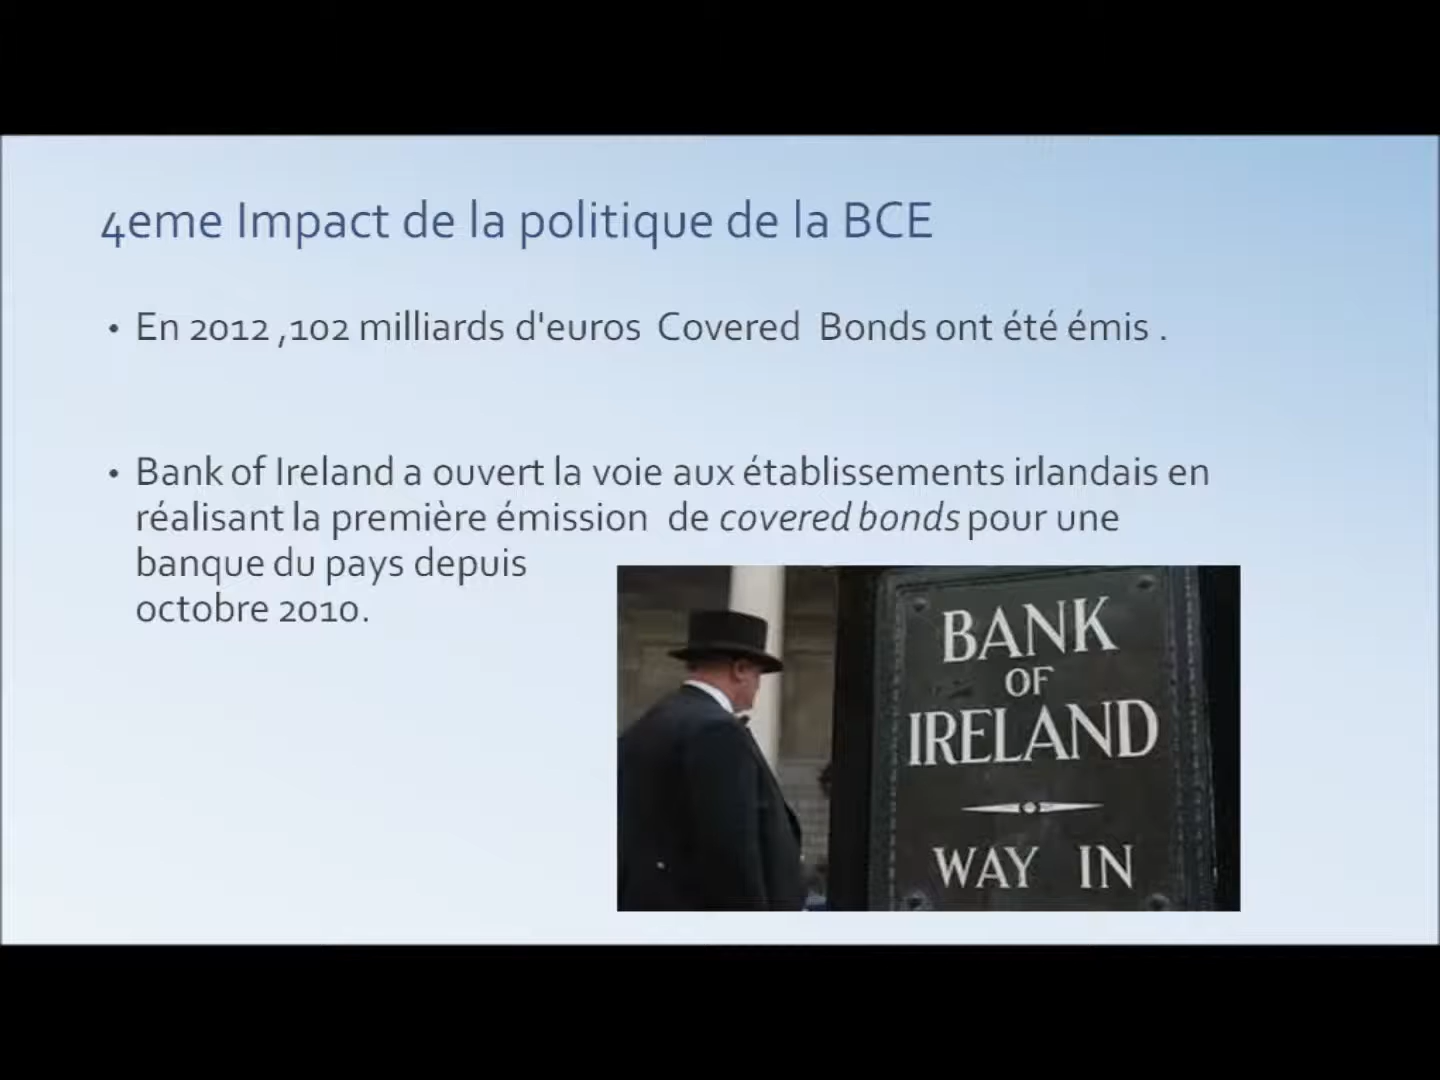 4eme Impact de la politique de la BCE
• En 2012 ,102 milliards d'euros  Covered  Bonds ont été émis .
• Bank of Ireland a ouvert la voie aux établissements irlandais en
réalisant la première émission  de covered bonds pour une
banque du pays depuis
octobre 2010.
BANK
OF
IRELAND
WAY IN